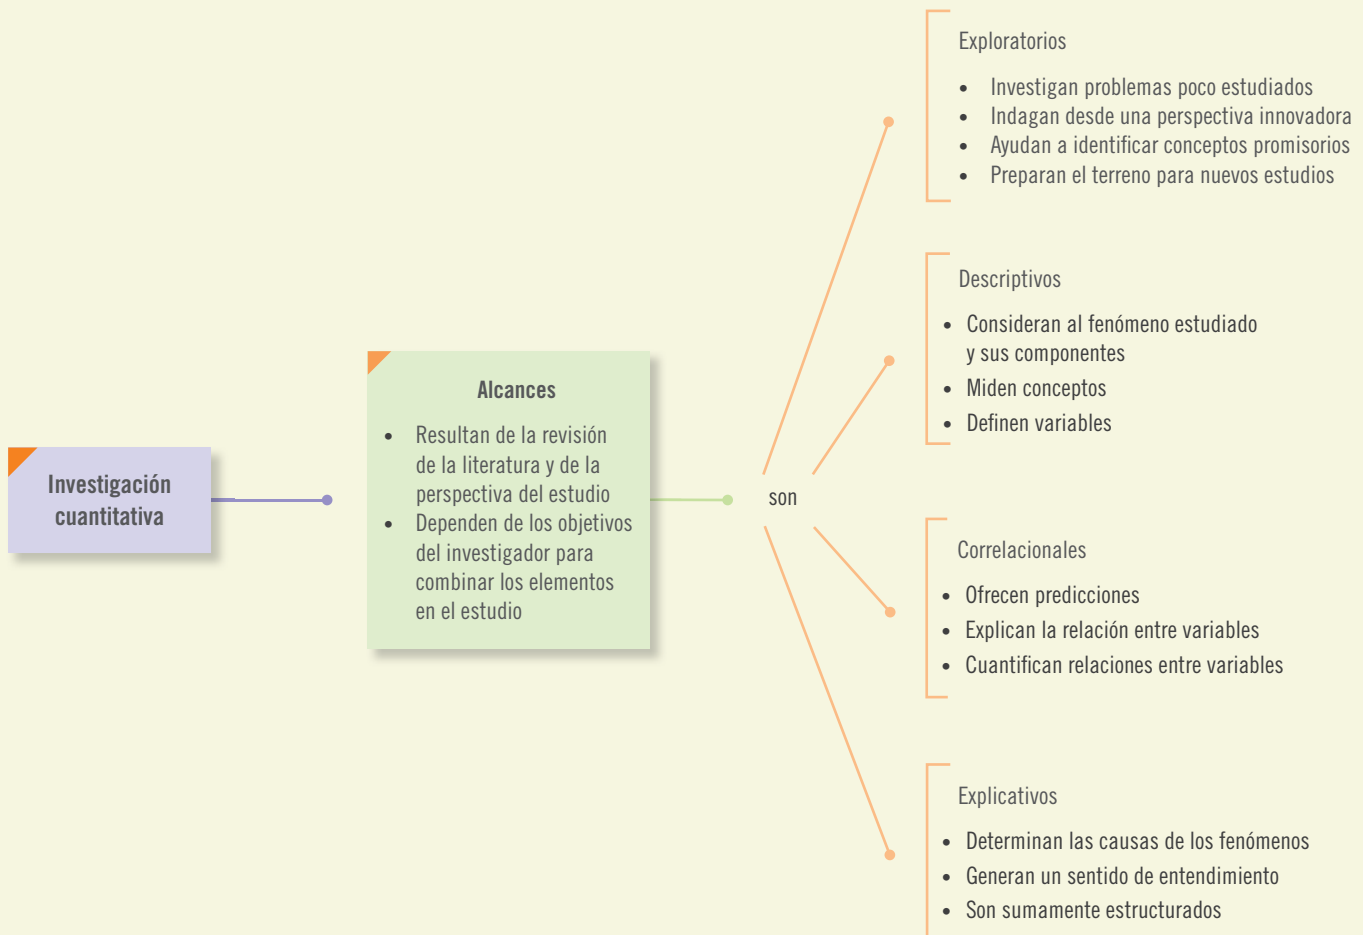 Investigación
cuantitativa
Alcances
• Resultan de la revisión
de la literatura y de la
perspectiva del estudio
• Dependen de los objetivos
del investigador para
combinar los elementos
en el estudio
son
Exploratorios
• Investigan problemas poco estudiados
• Indagan desde una perspectiva innovadora
• Ayudan a identificar conceptos promisorios
• Preparan el terreno para nuevos estudios
Descriptivos
• Consideran al fenómeno estudiado
y sus componentes
• Miden conceptos
• Definen variables
Correlacionales
• Ofrecen predicciones
• Explican la relación entre variables
• Cuantifican relaciones entre variables
Explicativos
• Determinan las causas de los fenómenos
• Generan un sentido de entendimiento
• Son sumamente estructurados